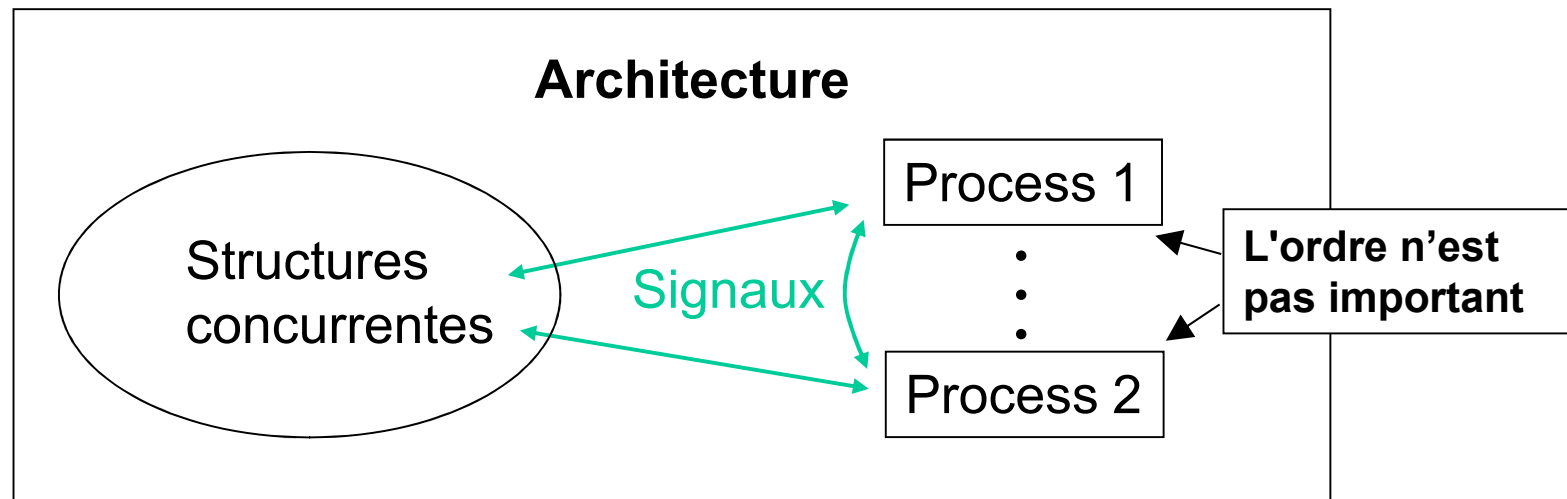 Architecture
Structures
concurrentes
Signaux
Process 1
Process 2
L'ordre n’est
pas important